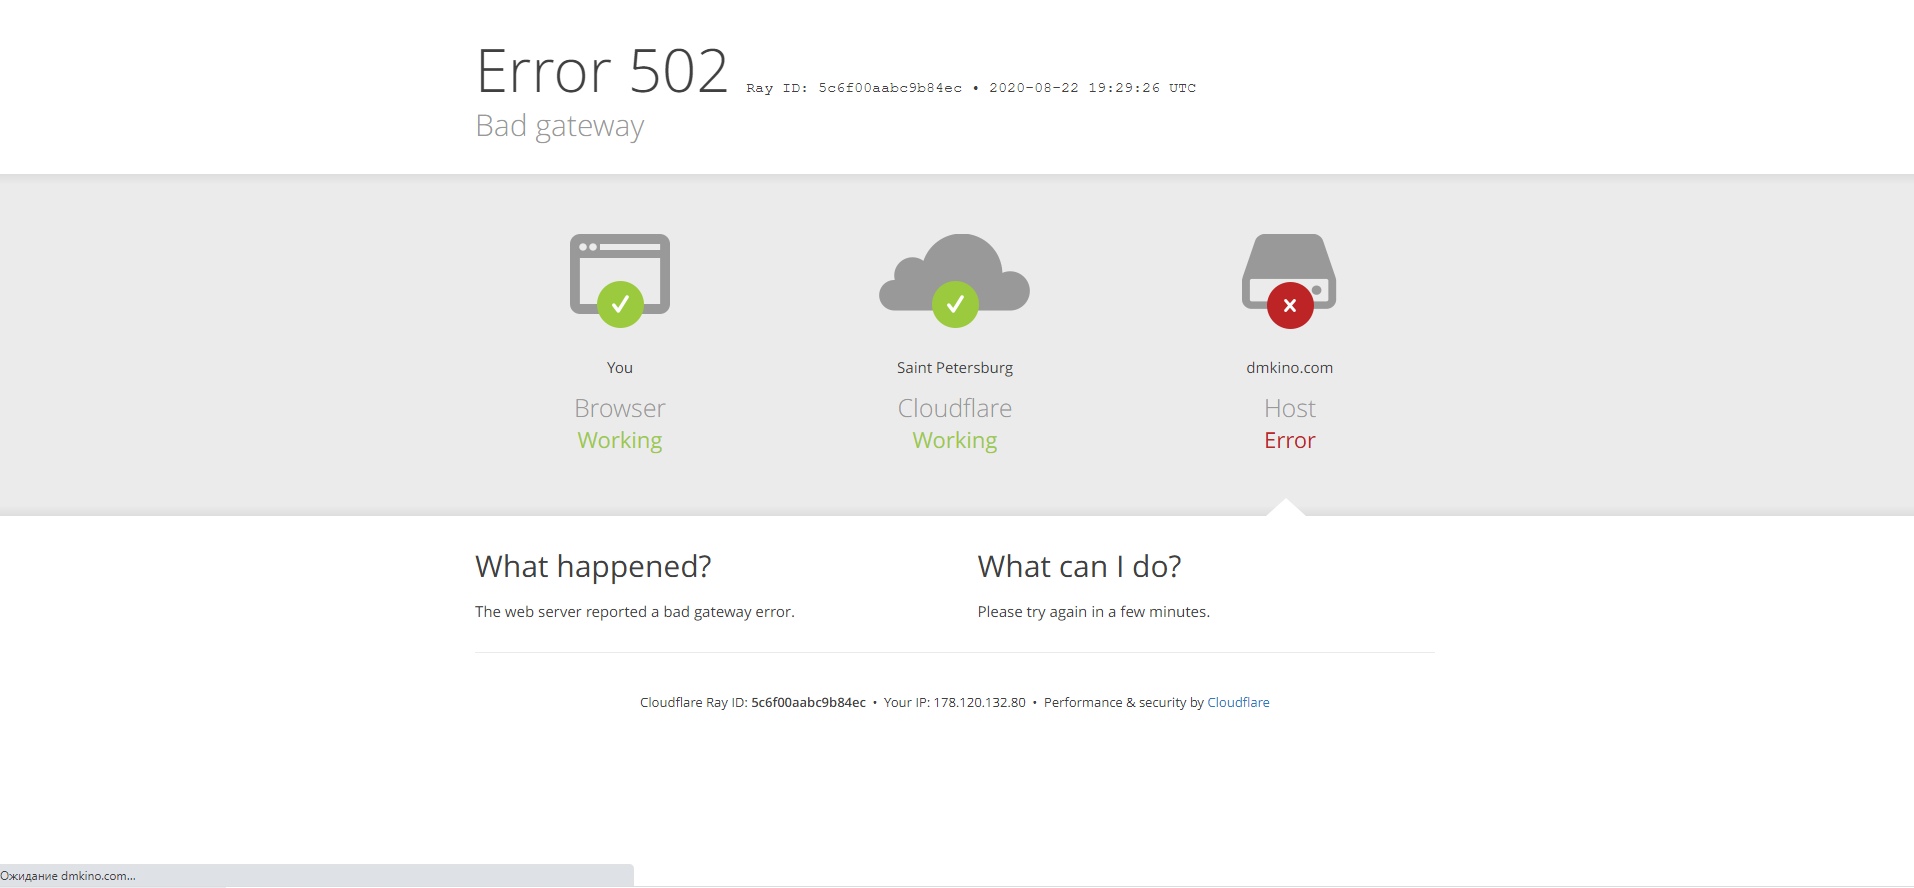 Error 502 Ray ID: 5c6f00aabc9b84ec • 2020-08-22 19:29:26 UTC
Bad gateway
You
Browser
Working
Saint Petersburg
Cloudflare
Working
dmkino.com
Host
Error
What happened?
The web server reported a bad gateway error.
What can I do?
Please try again in a few minutes.
Cloudflare Ray ID: 5c6f00aabc9b84ec • Your IP: 178.120.132.80 • Performance & security by Cloudflare
Ожидание dmkino.com...